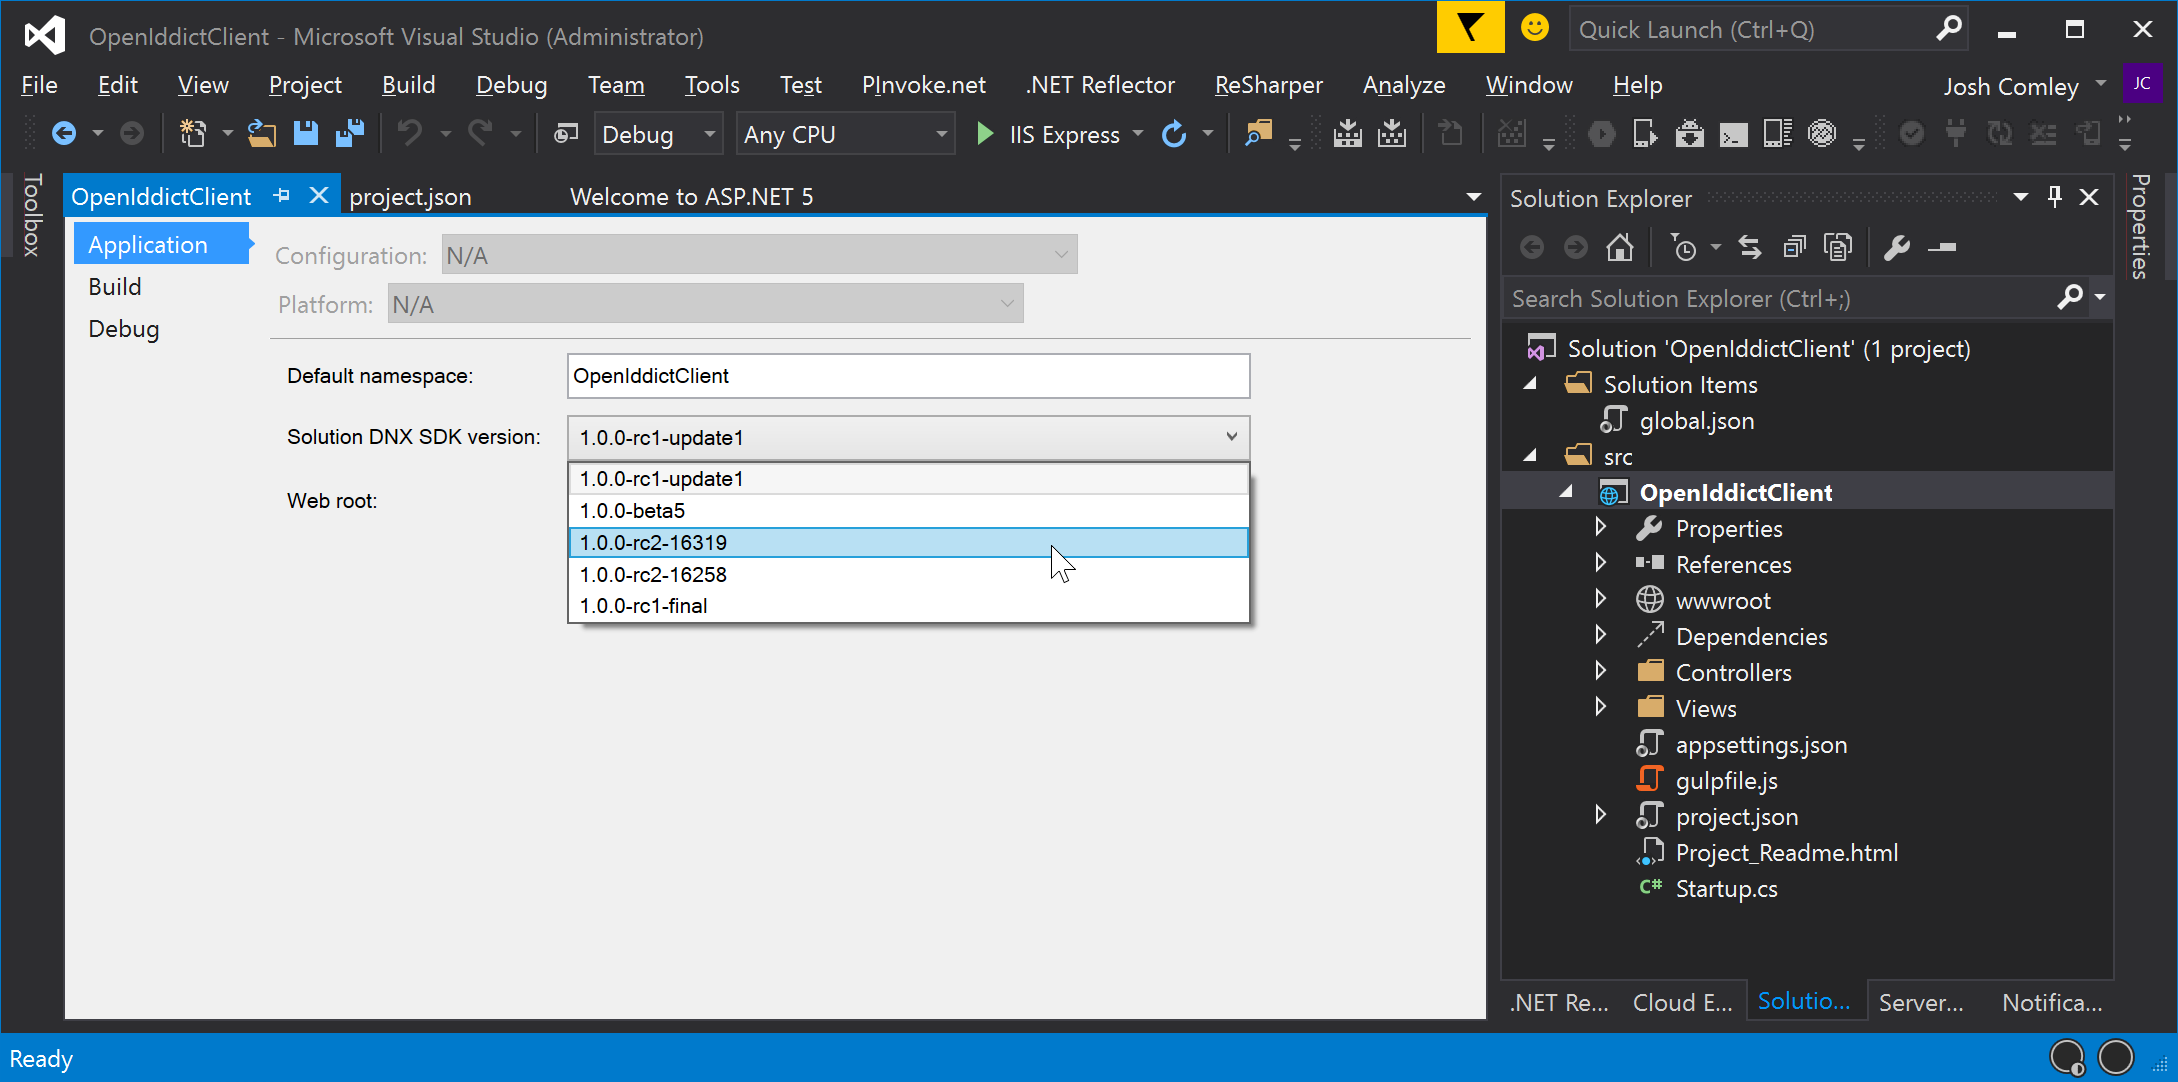 OpenIddictClient - Microsoft Visual Studio (Administrator)
Quick Launch (Ctrl+Q)
File Edit View Project Build Debug Team Tools Test PInvoke.net .NET Reflector ReSharper Analyze Window Help
Josh Comley JC
Debug Any CPU IIS Express
Toolbox
OpenIddictClient project.json Welcome to ASP.NET 5
Application
Build
Debug
Configuration: N/A
Platform: N/A
Default namespace: OpenIddictClient
Solution DNX SDK version: 1.0.0-rc1-update1
1.0.0-rc1-update1
1.0.0-beta5
1.0.0-rc2-16319
1.0.0-rc2-16258
1.0.0-rc1-final
Web root:
Solution Explorer
Search Solution Explorer (Ctrl+;)
Solution 'OpenIddictClient' (1 project)
Solution Items
global.json
src
OpenIddictClient
Properties
References
wwwroot
Dependencies
Controllers
Views
appsettings.json
gulpfile.js
project.json
Project_Readme.html
C# Startup.cs
.NET Re... Cloud E... Solutio... Server... Notifica...
Properties
Ready